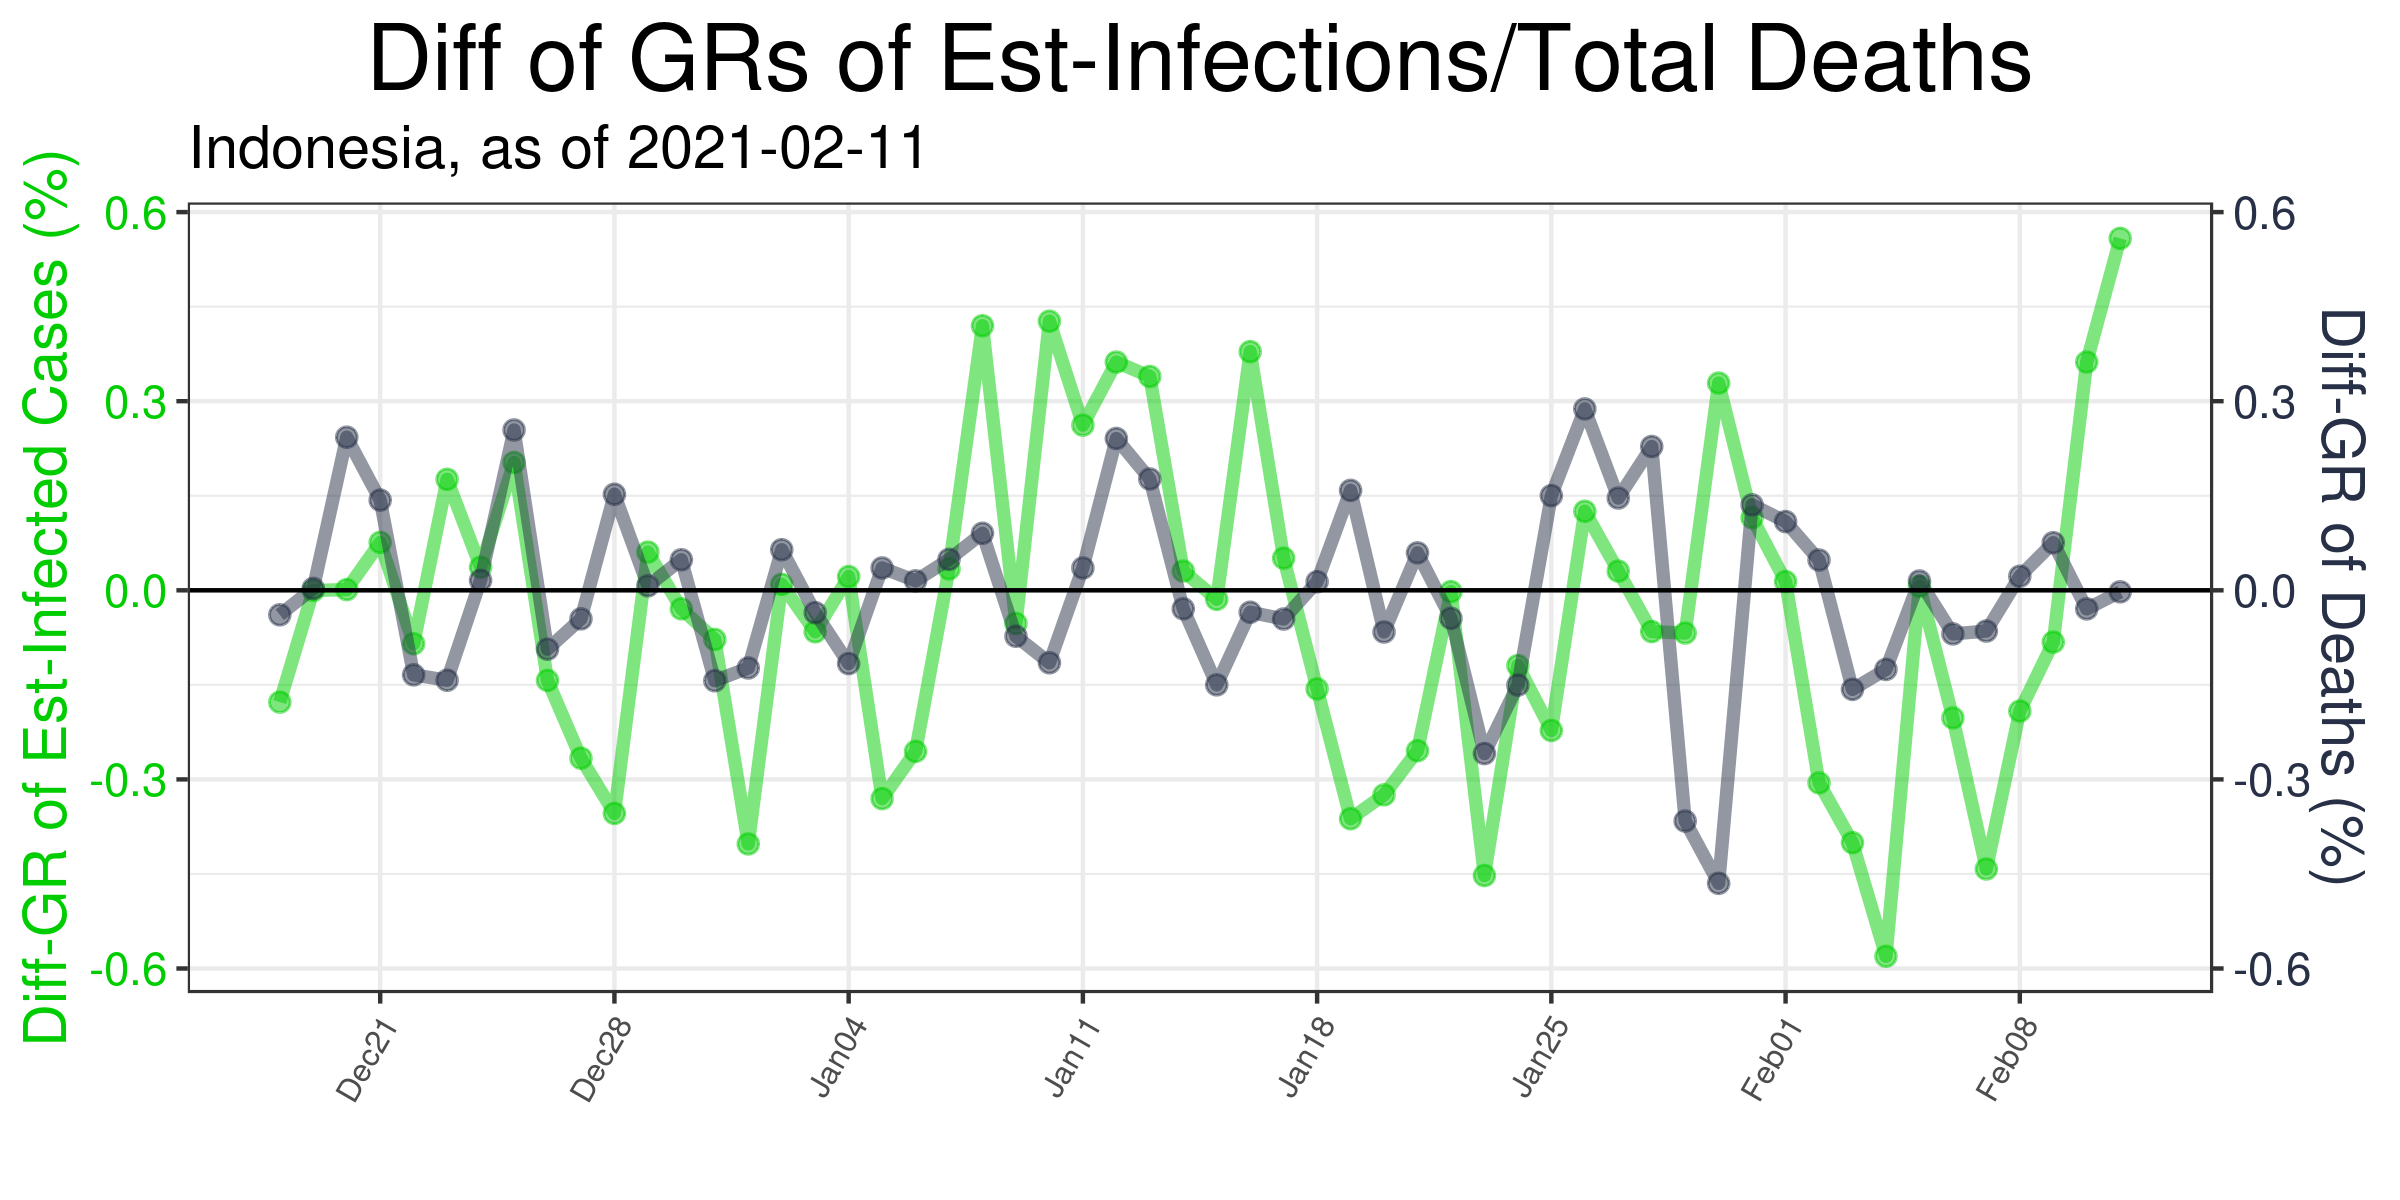 Diff of GRs of Est-Infections/Total Deaths
Indonesia, as of 2021-02-11
Diff-GR of Est-Infected Cases (%)
0.6
0.3
0.0
-0.3
-0.6
0.6
0.3
0.0
-0.3
-0.6
Diff-GR of Deaths (%)
Dec21
Dec28
Jan04
Jan11
Jan18
Jan25
Feb01
Feb08